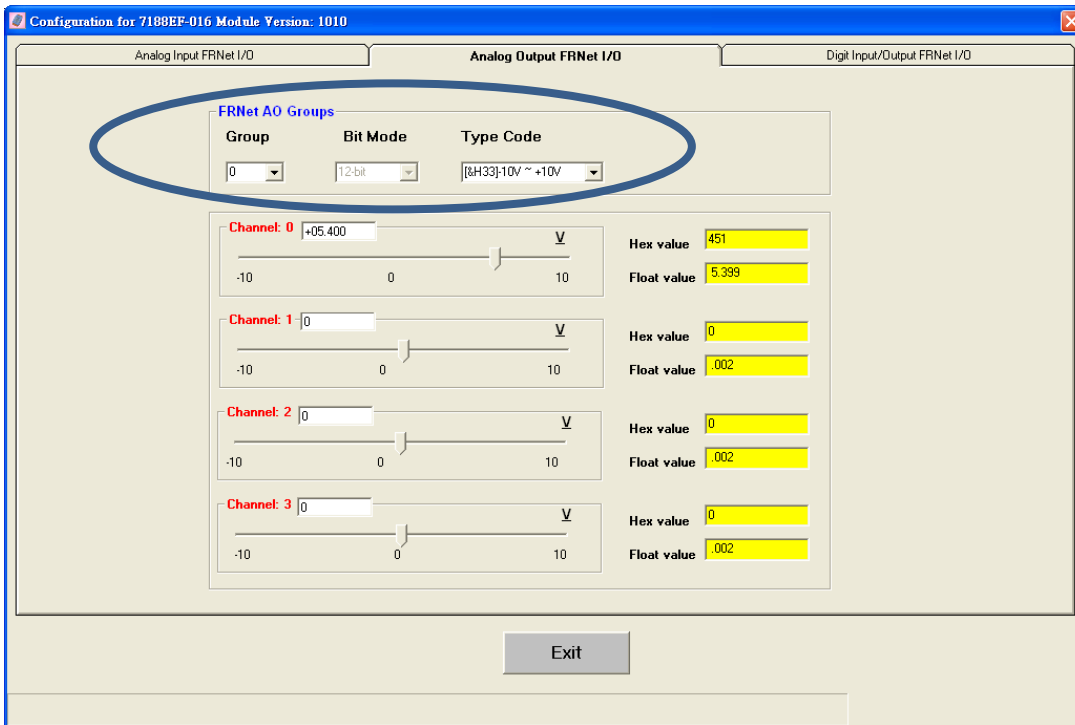 Configuration for 7188EF-016 Module Version: 1010
Analog Input FRNet I/O
Analog Output FRNet I/O
Digit Input/Output FRNet I/O
FRNet AO Groups
Group Bit Mode Type Code
0 12-bit [&H33]-10V ~ +10V
Channel: 0 +05.400
V
-10 0 10
Hex value 451
Float value 5.399
Channel: 1 0
V
-10 0 10
Hex value 0
Float value .002
Channel: 2 0
V
-10 0 10
Hex value 0
Float value .002
Channel: 3 0
V
-10 0 10
Hex value 0
Float value .002
Exit